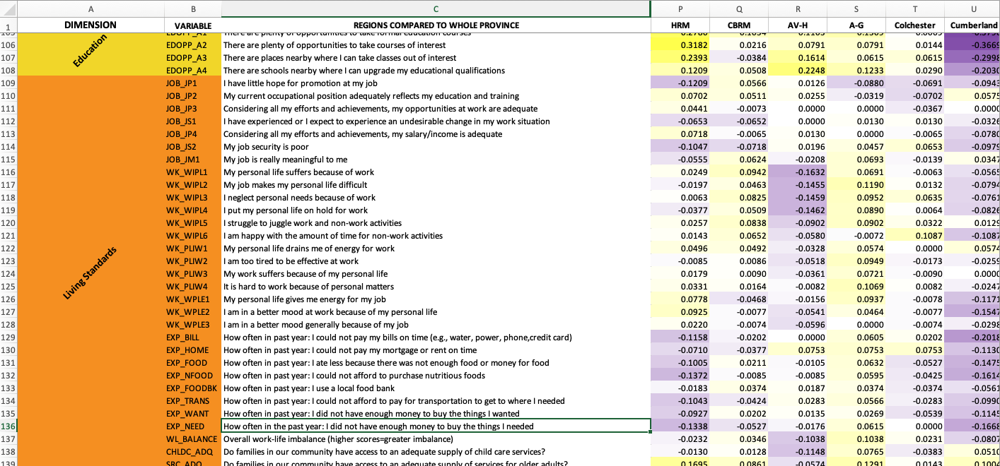 A B C P Q R S T U
1 DIMENSION VARIABLE REGIONS COMPARED TO WHOLE PROVINCE HRM CBRM AV-H A-G Colchester Cumberland
Education
106 EDOPP_A2 There are plenty of opportunities to take courses of interest 0.3182 0.0216 0.0791 0.0791 0.0144 -0.3669
107 EDOPP_A3 There are places nearby where I can take classes out of interest 0.2393 -0.0384 0.1614 0.0615 0.0615 -0.2998
108 EDOPP_A4 There are schools nearby where I can upgrade my educational qualifications 0.1209 0.0508 0.2248 0.1233 0.0290 -0.2030
109 JOB_JP1 I have little hope for promotion at my job -0.1209 0.0566 0.0126 -0.0880 -0.0691 -0.0943
110 JOB_JP2 My current occupational position adequately reflects my education and training 0.0702 0.0511 0.0255 -0.0319 -0.0702 0.0575
111 JOB_JP3 Considering all my efforts and achievements, my opportunities at work are adequate 0.0441 -0.0073 0.0000 0.0000 -0.0367 0.0000
112 JOB_JS1 I have experienced or I expect to experience an undesirable change in my work situation -0.0653 -0.0652 0.0000 0.0130 0.0130 -0.0326
113 JOB_JP4 Considering all my efforts and achievements, my salary/income is adequate 0.0718 -0.0065 0.0130 0.0000 -0.0065 -0.0780
114 JOB_JS2 My job security is poor -0.1047 -0.0718 0.0196 0.0457 0.0653 -0.0979
115 JOB_JM1 My job is really meaningful to me -0.0555 0.0624 -0.0208 0.0693 -0.0139 0.0347
116 WK_WIPL1 My personal life suffers because of work 0.0249 0.0942 -0.1632 0.0691 -0.0063 -0.0565
117 WK_WIPL2 My job makes my personal life difficult -0.0197 0.0463 -0.1455 0.1190 0.0132 -0.0794
118 WK_WIPL3 I neglect personal needs because of work 0.0063 0.0825 -0.1459 0.0952 0.0635 -0.0761
119 WK_WIPL4 I put my personal life on hold for work -0.0377 0.0509 -0.1462 0.0890 0.0064 -0.0826
120 WK_WIPL5 I struggle to juggle work and non-work activities 0.0257 0.0838 -0.0902 0.0902 0.0322 0.0129
121 WK_WIPL6 I am happy with the amount of time for non-work activities 0.0143 0.0652 -0.0580 -0.0072 0.1087 -0.1087
122 WK_PLIW1 My personal life drains me of energy for work 0.0496 0.0492 -0.0328 0.0574 0.0000 0.0574
123 WK_PLIW2 I am too tired to be effective at work -0.0085 0.0086 -0.0518 0.0949 -0.0173 -0.0259
Living Standards
124 WK_PLIW3 My work suffers because of my personal life 0.0179 0.0090 -0.0361 0.0721 -0.0090 0.0000
125 WK_PLIW4 It is hard to work because of personal matters 0.0331 0.0164 -0.0082 0.1069 0.0082 -0.0247
126 WK_WPLE1 My personal life gives me energy for my job 0.0778 -0.0468 -0.0156 0.0937 -0.0078 -0.1171
127 WK_WPLE2 I am in a better mood at work because of my personal life 0.0925 -0.0077 -0.0541 0.0464 -0.0077 -0.1547
128 WK_WPLE3 I am in a better mood generally because of my job 0.0220 -0.0074 -0.0596 0.0000 -0.0074 -0.0298
129 EXP_BILL How often in past year: I could not pay my bills on time (e.g., water, power, phone,credit card) -0.1158 -0.0202 0.0000 0.0605 0.0202 -0.2018
130 EXP_HOME How often in past year: I could not pay my mortgage or rent on time -0.0710 -0.0377 0.0753 0.0753 0.0753 -0.1130
131 EXP_FOOD How often in past year: I ate less because there was not enough food or money for food -0.1005 0.0211 -0.0105 0.0632 -0.0527 -0.1475
132 EXP_NFOOD How often in past year: I could not afford to purchase nutritious foods -0.1372 -0.0085 -0.0085 0.0595 -0.0425 -0.1614
133 EXP_FOODBK How often in past year: I use a local food bank -0.0183 0.0374 0.0187 0.0374 -0.0374 -0.0561
134 EXP_TRANS How often in past year: I could not afford to pay for transportation to get to where I needed -0.1043 -0.0424 0.0283 0.0566 -0.0283 -0.0990
135 EXP_WANT How often in past year: I did not have enough money to buy the things I wanted -0.0927 0.0202 0.0135 0.0269 -0.0539 -0.1145
136 EXP_NEED How often in the past year: I did not have enough money to buy the things I needed -0.1338 -0.0527 -0.0176 0.0615 0.0000 -0.1668
137 WL_BALANCE Overall work-life imbalance (higher scores=greater imbalance) -0.0232 0.0346 -0.1038 0.1038 0.0231 -0.0807
138 CHLDC_ADQ Do families in our community have access to an adequate supply of child care services? -0.0130 0.0128 -0.1148 0.0765 -0.0383 0.0510
139 SRC_ADQ Do families in our community have access to an adequate supply of services for older adults? 0.1695 0.0861 -0.0574 0.1291 0.0143 0.1004